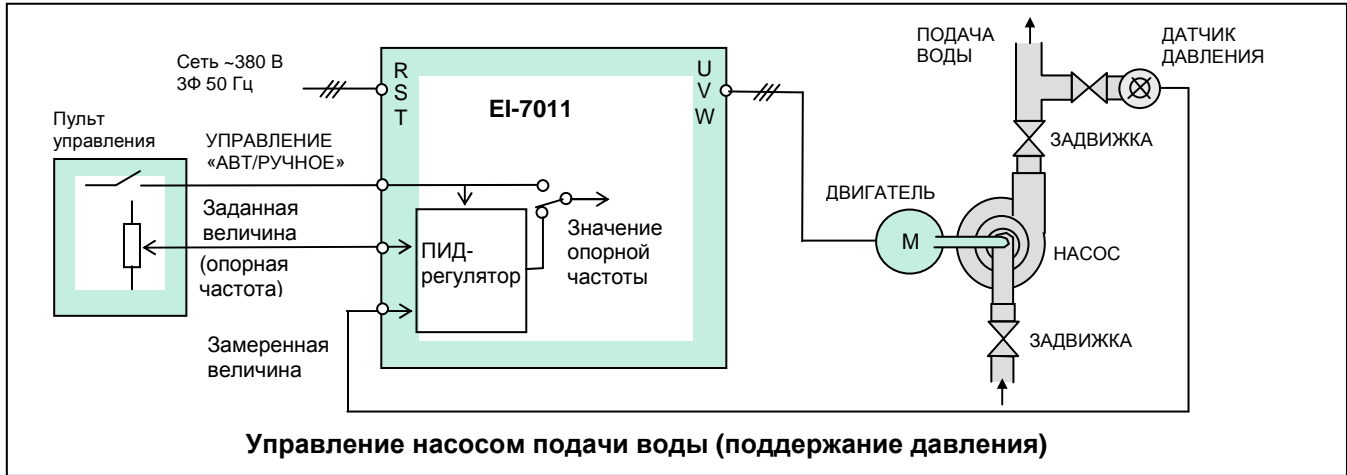 ПОДАЧА
ВОДЫ
ДАТЧИК
ДАВЛЕНИЯ
Сеть ~380 В
3Ф 50 Гц
R
S
T
EI-7011
U
V
W
Пульт
управления
УПРАВЛЕНИЕ
«АВТ/РУЧНОЕ»
ЗАДВИЖКА
ДВИГАТЕЛЬ
Заданная
величина
(опорная
частота)
ПИД-
регулятор
Значение
опорной
частоты
M
НАСОС
Замеренная
величина
ЗАДВИЖКА
Управление насосом подачи воды (поддержание давления)